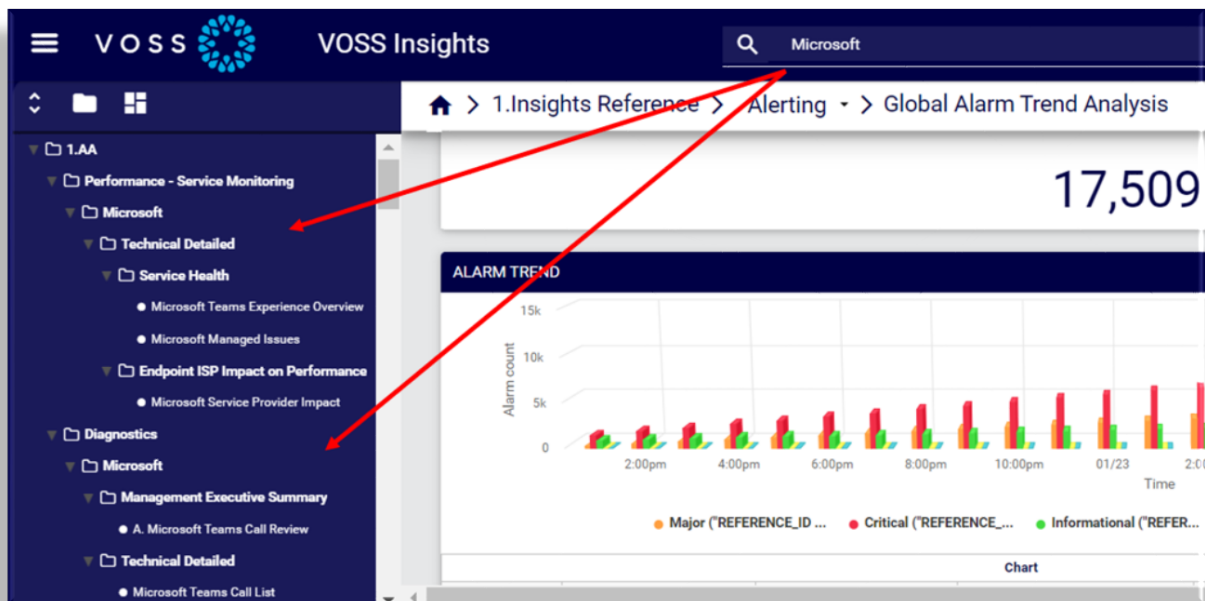 VOSS
VOSS Insights
Microsoft
1.Insights Reference > Alerting > Global Alarm Trend Analysis
1.AA
Performance - Service Monitoring
Microsoft
Technical Detailed
Service Health
Microsoft Teams Experience Overview
Microsoft Managed Issues
Endpoint ISP Impact on Performance
Microsoft Service Provider Impact
Diagnostics
Microsoft
Management Executive Summary
A. Microsoft Teams Call Review
Technical Detailed
Microsoft Teams Call List
17,509
ALARM TREND
15k
10k
5k
0
Alarm count
2:00pm 4:00pm 6:00pm 8:00pm 10:00pm 01/23 2:0
Time
Major ("REFERENCE_ID ... Critical ("REFERENCE_... Informational ("REFER...
Chart